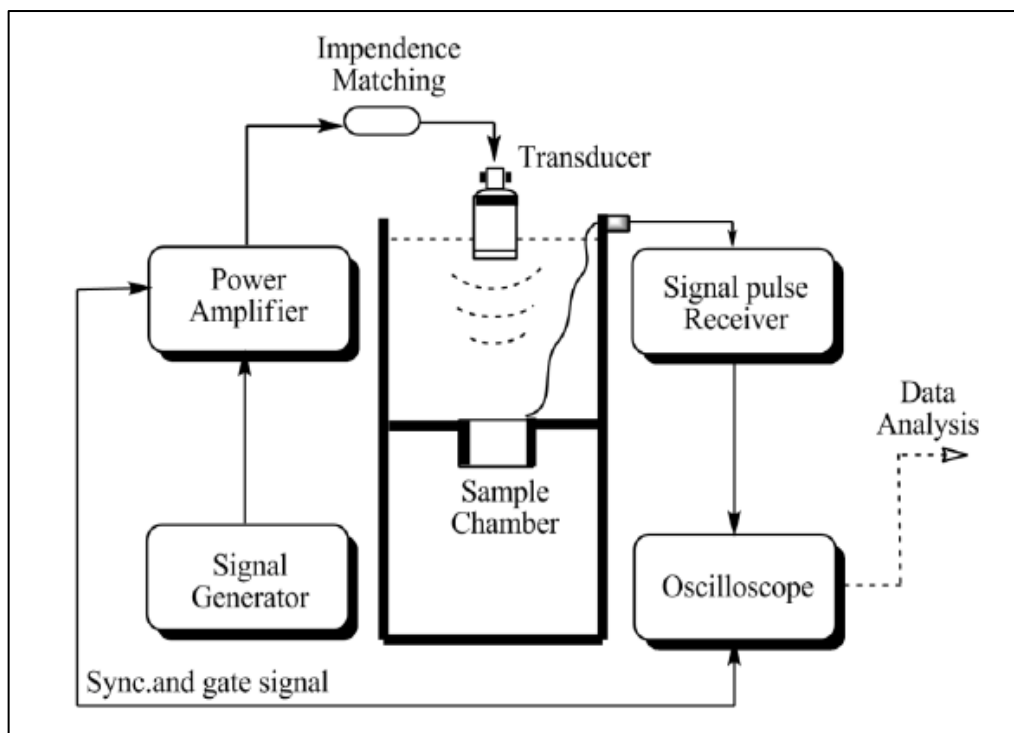 Impendence
Matching
Transducer
Power
Amplifier
Signal pulse
Receiver
Data
Analysis
Sample
Chamber
Signal
Generator
Oscilloscope
Sync.and gate signal